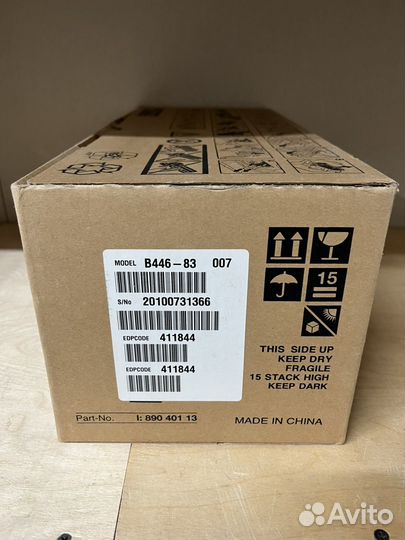 MODEL B446-83 007
S/No 20100731366
EDPCODE 411844
EDPCODE 411844
15
THIS SIDE UP
KEEP DRY
FRAGILE
15 STACK HIGH
KEEP DARK
Part-No. I: 890 401 13
MADE IN CHINA
Avito